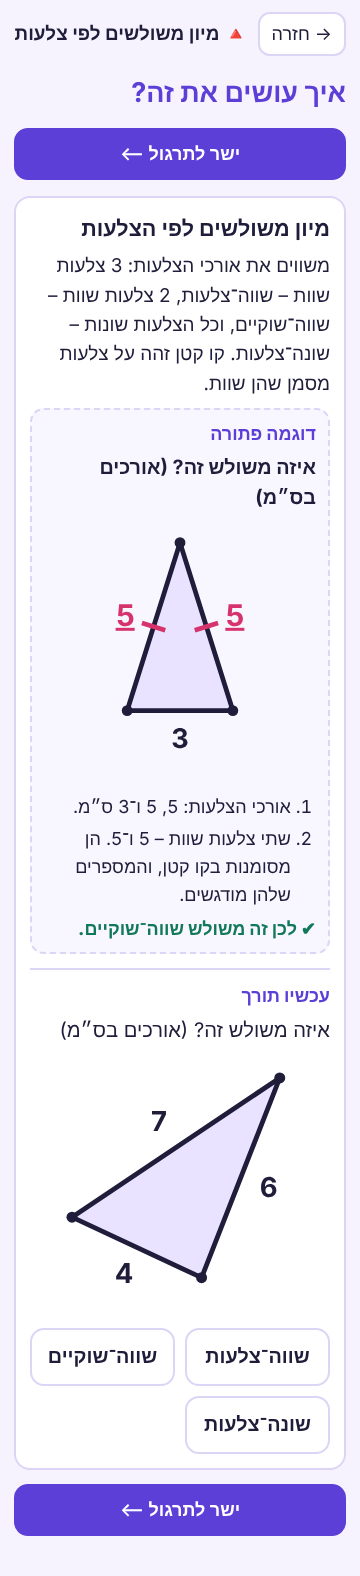 → חזרה
🔺 מיון משולשים לפי צלעות
איך עושים את זה?
ישר לתרגול ←
מיון משולשים לפי הצלעות
משווים את אורכי הצלעות: 3 צלעות
שוות – שווה־צלעות, 2 צלעות שוות –
שווה־שוקיים, וכל הצלעות שונות –
שונה־צלעות. קו קטן זהה על צלעות
מסמן שהן שוות.
דוגמה פתורה
איזה משולש זה? (אורכים
בס״מ)
5
5
3
1. אורכי הצלעות: 5, 5 ו־3 ס״מ.
2. שתי צלעות שוות – 5 ו־5. הן
מסומנות בקו קטן, והמספרים
שלהן מודגשים.
✔ לכן זה משולש שווה־שוקיים.
עכשיו תורך
איזה משולש זה? (אורכים בס״מ)
7
6
4
שווה־צלעות
שווה־שוקיים
שונה־צלעות
ישר לתרגול ←